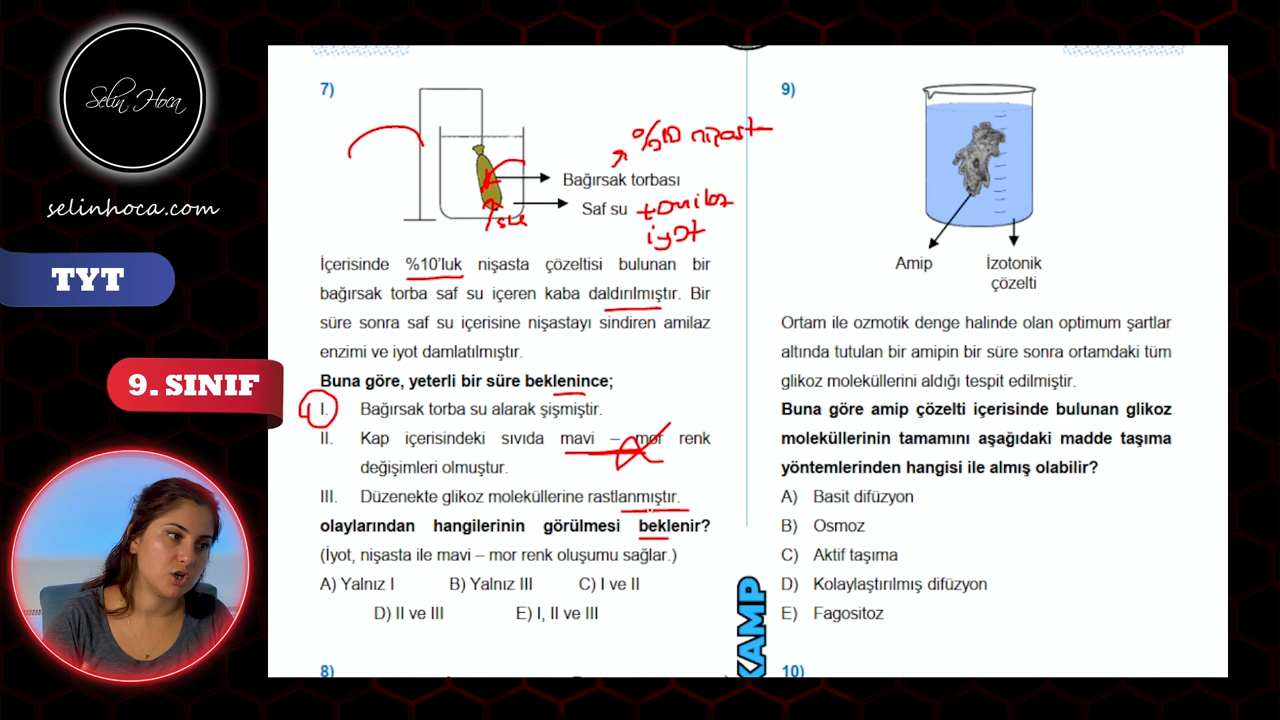 Selin Hoca
selinhoca.com
TYT
9. SINIF
7)
%10 nişasta
Bağırsak torbası
Saf su
su
iyot
İçerisinde %10'luk nişasta çözeltisi bulunan bir
bağırsak torba saf su içeren kaba daldırılmıştır. Bir
süre sonra saf su içerisine nişastayı sindiren amilaz
enzimi ve iyot damlatılmıştır.
Buna göre, yeterli bir süre beklenince;
I. Bağırsak torba su alarak şişmiştir.
II. Kap içerisindeki sıvıda mavi – mor renk
değişimleri olmuştur.
III. Düzenekte glikoz moleküllerine rastlanmıştır.
olaylarından hangilerinin görülmesi beklenir?
(İyot, nişasta ile mavi – mor renk oluşumu sağlar.)
A) Yalnız I B) Yalnız III C) I ve II
D) II ve III E) I, II ve III
8)
KAMP
9)
Amip
İzotonik
çözelti
Ortam ile ozmotik denge halinde olan optimum şartlar
altında tutulan bir amipin bir süre sonra ortamdaki tüm
glikoz moleküllerini aldığı tespit edilmiştir.
Buna göre amip çözelti içerisinde bulunan glikoz
moleküllerinin tamamını aşağıdaki madde taşıma
yöntemlerinden hangisi ile almış olabilir?
A) Basit difüzyon
B) Osmoz
C) Aktif taşıma
D) Kolaylaştırılmış difüzyon
E) Fagositoz
10)